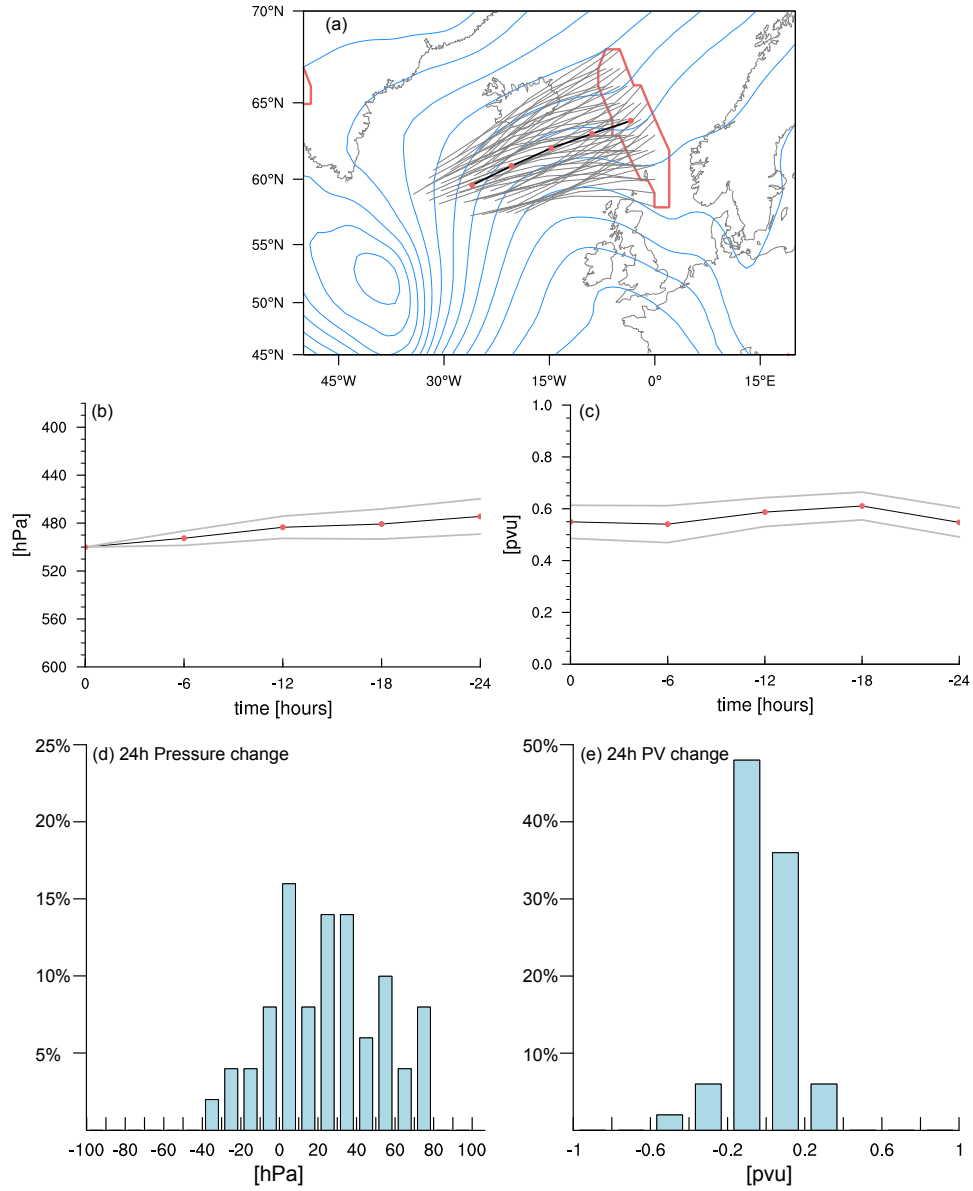 (a)
70°N
65°N
60°N
55°N
50°N
45°N
45°W 30°W 15°W 0° 15°E
(b)
[hPa]
400
440
480
520
560
600
0 -6 -12 -18 -24
time [hours]
(c)
[pvu]
1.0
0.8
0.6
0.4
0.2
0.0
0 -6 -12 -18 -24
time [hours]
(d) 24h Pressure change
25%
20%
15%
10%
5%
-100 -80 -60 -40 -20 0 20 40 60 80 100
[hPa]
(e) 24h PV change
50%
40%
30%
20%
10%
-1 -0.6 -0.2 0.2 0.6 1
[pvu]